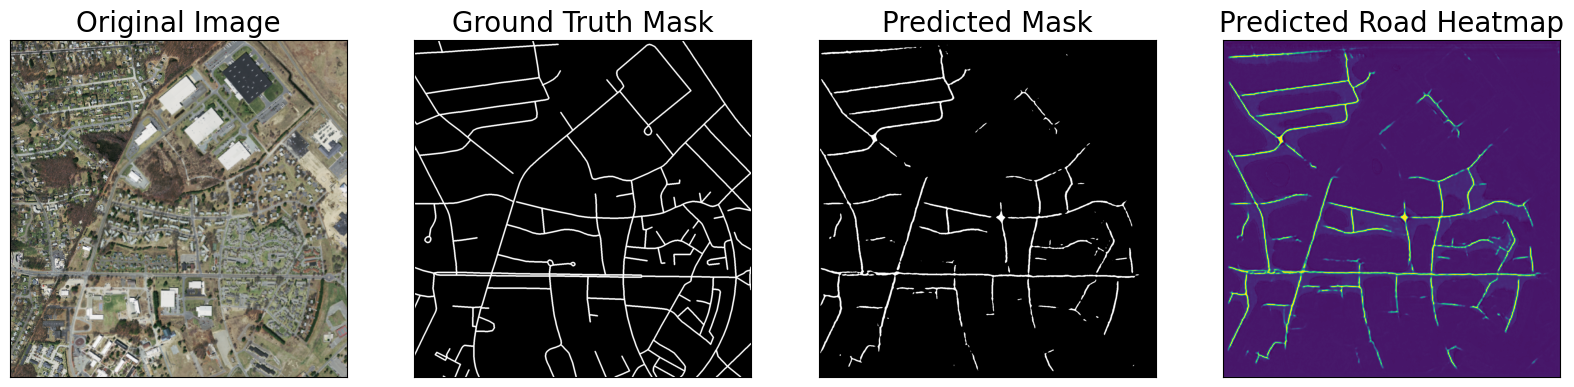 Original Image
Ground Truth Mask
Predicted Mask
Predicted Road Heatmap